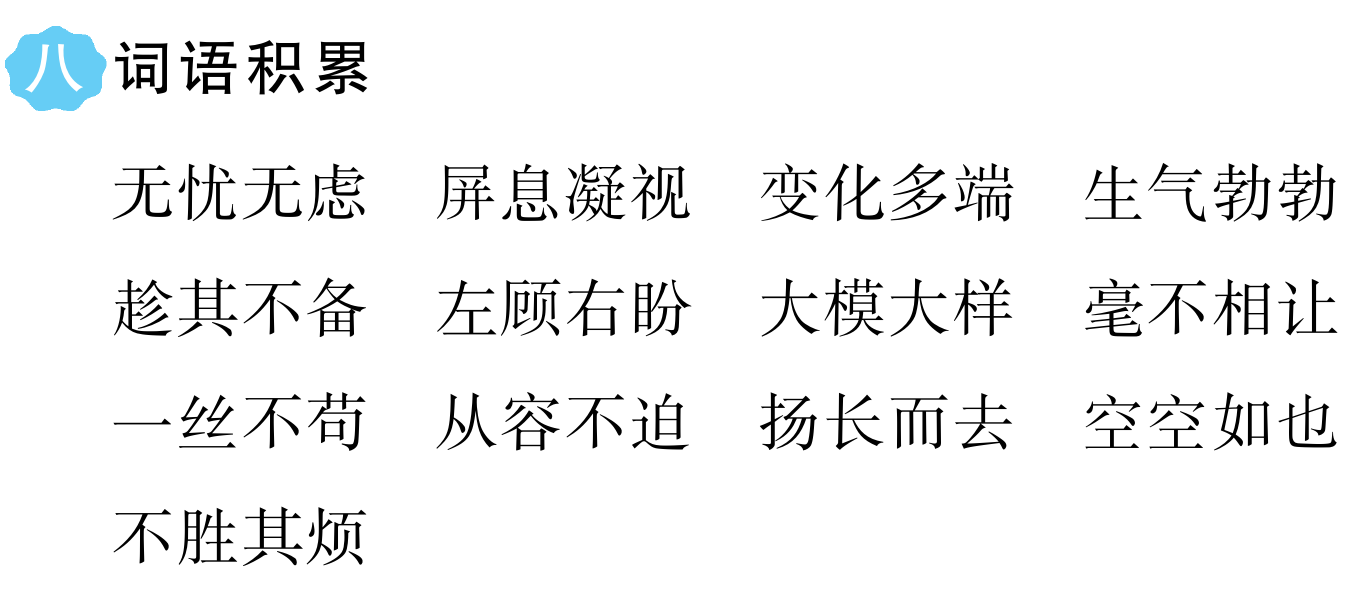 八 词语积累
无忧无虑 屏息凝视 变化多端 生气勃勃
趁其不备 左顾右盼 大模大样 毫不相让
一丝不苟 从容不迫 扬长而去 空空如也
不胜其烦